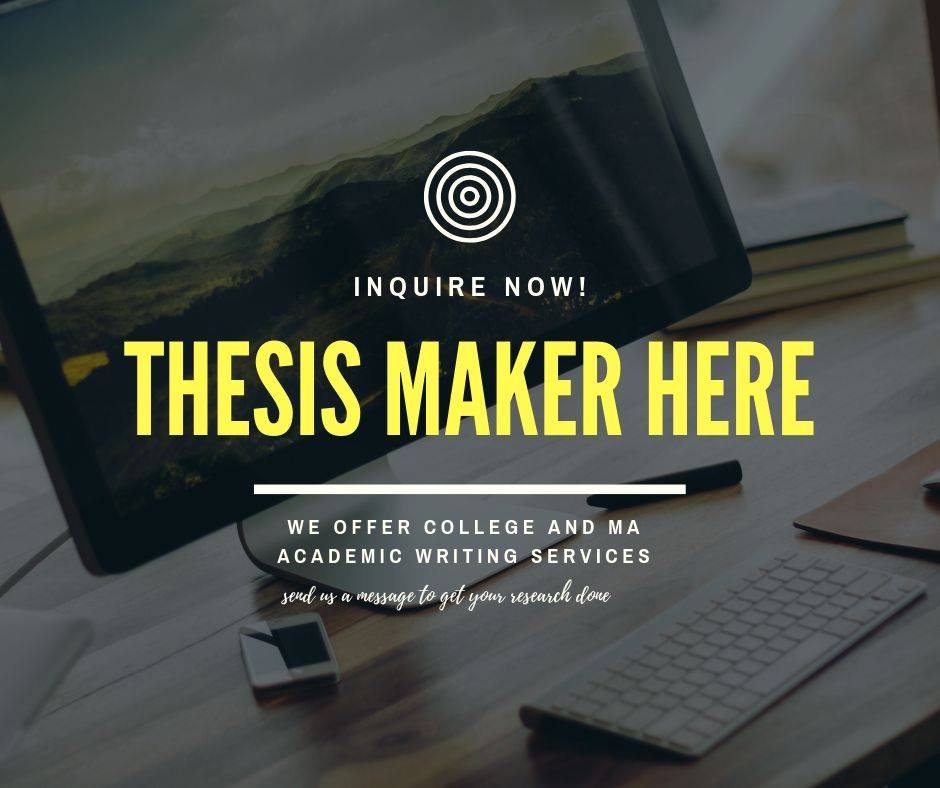 INQUIRE NOW!
THESIS MAKER HERE
WE OFFER COLLEGE AND MA
ACADEMIC WRITING SERVICES
send us a message to get your research done